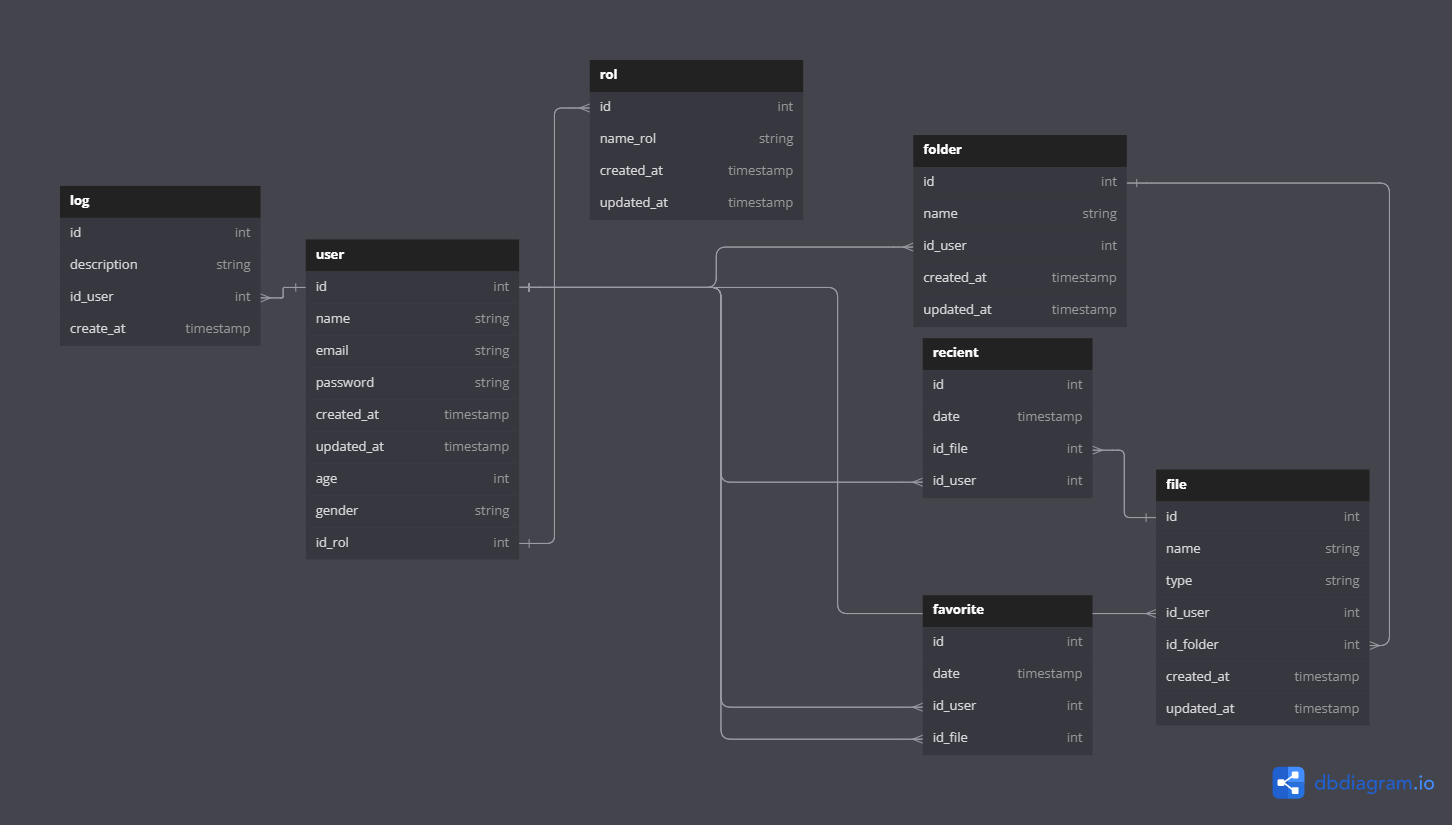 rol
id int
name_rol string
created_at timestamp
updated_at timestamp
folder
id int
name string
id_user int
created_at timestamp
updated_at timestamp
log
id int
description string
id_user int
create_at timestamp
user
id int
name string
email string
password string
created_at timestamp
updated_at timestamp
age int
gender string
id_rol int
recient
id int
date timestamp
id_file int
id_user int
file
id int
name string
type string
id_user int
id_folder int
created_at timestamp
updated_at timestamp
favorite
id int
date timestamp
id_user int
id_file int
dbdiagram.io